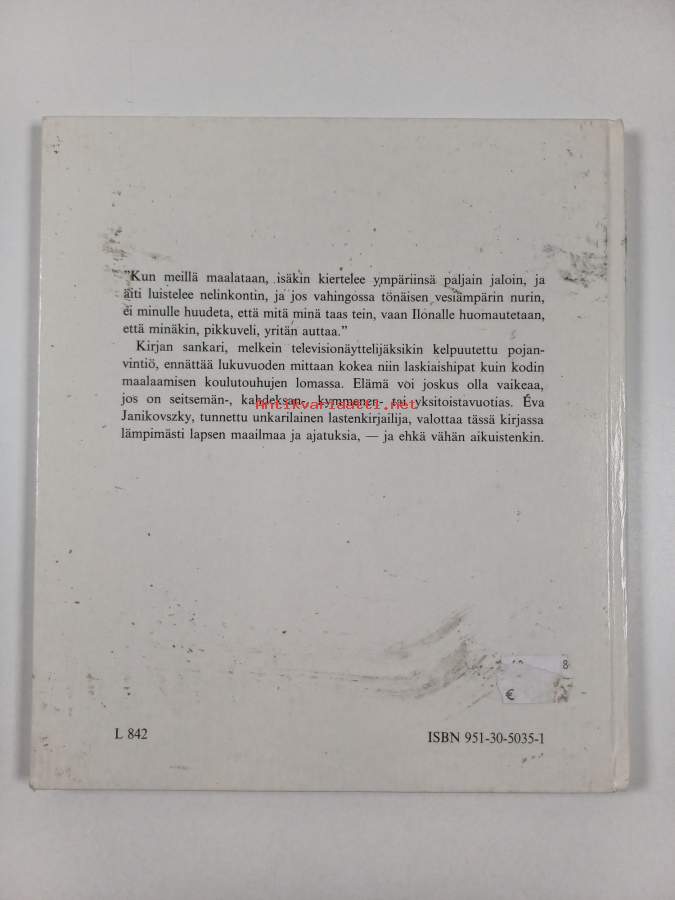 "Kun meillä maalataan, isäkin kiertelee ympäriinsä paljain jaloin, ja
äiti luistelee nelinkontin, ja jos vahingossa tönäisen vesiämpärin nurin,
ei minulle huudeta, että mitä minä taas tein, vaan Ilonalle huomautetaan,
että minäkin, pikkuveli, yritän auttaa."
Kirjan sankari, melkein televisionäyttelijäksikin kelpuutettu pojan-
vintiö, ennättää lukuvuoden mittaan kokea niin laskiaishipat kuin kodin
maalaamisen koulutouhujen lomassa. Elämä voi joskus olla vaikeaa,
jos on seitsemän-, kahdeksan-, kymmenen- tai yksitoistavuotias. Éva
Antikvariaatti.net
Janikovszky, tunnettu unkarilainen lastenkirjailija, valottaa tässä kirjassa
lämpimästi lapsen maailmaa ja ajatuksia, — ja ehkä vähän aikuistenkin.
8
€
L 842
ISBN 951-30-5035-1